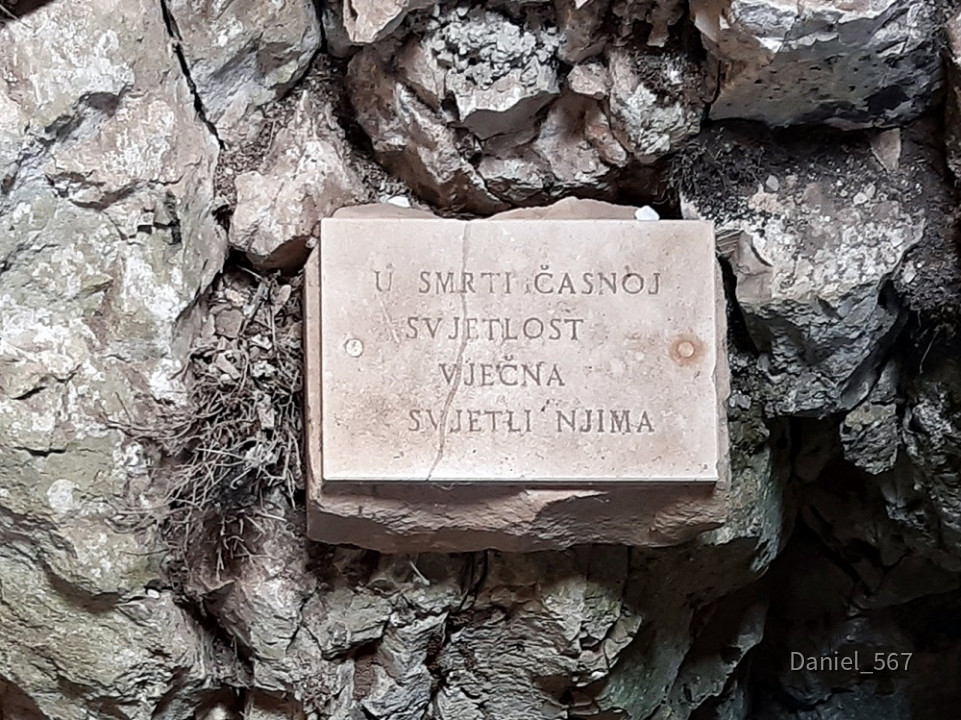 U SMRTI ČASNOJ
SVJETLOST
VJEČNA
SVJETLI NJIMA
Daniel_567